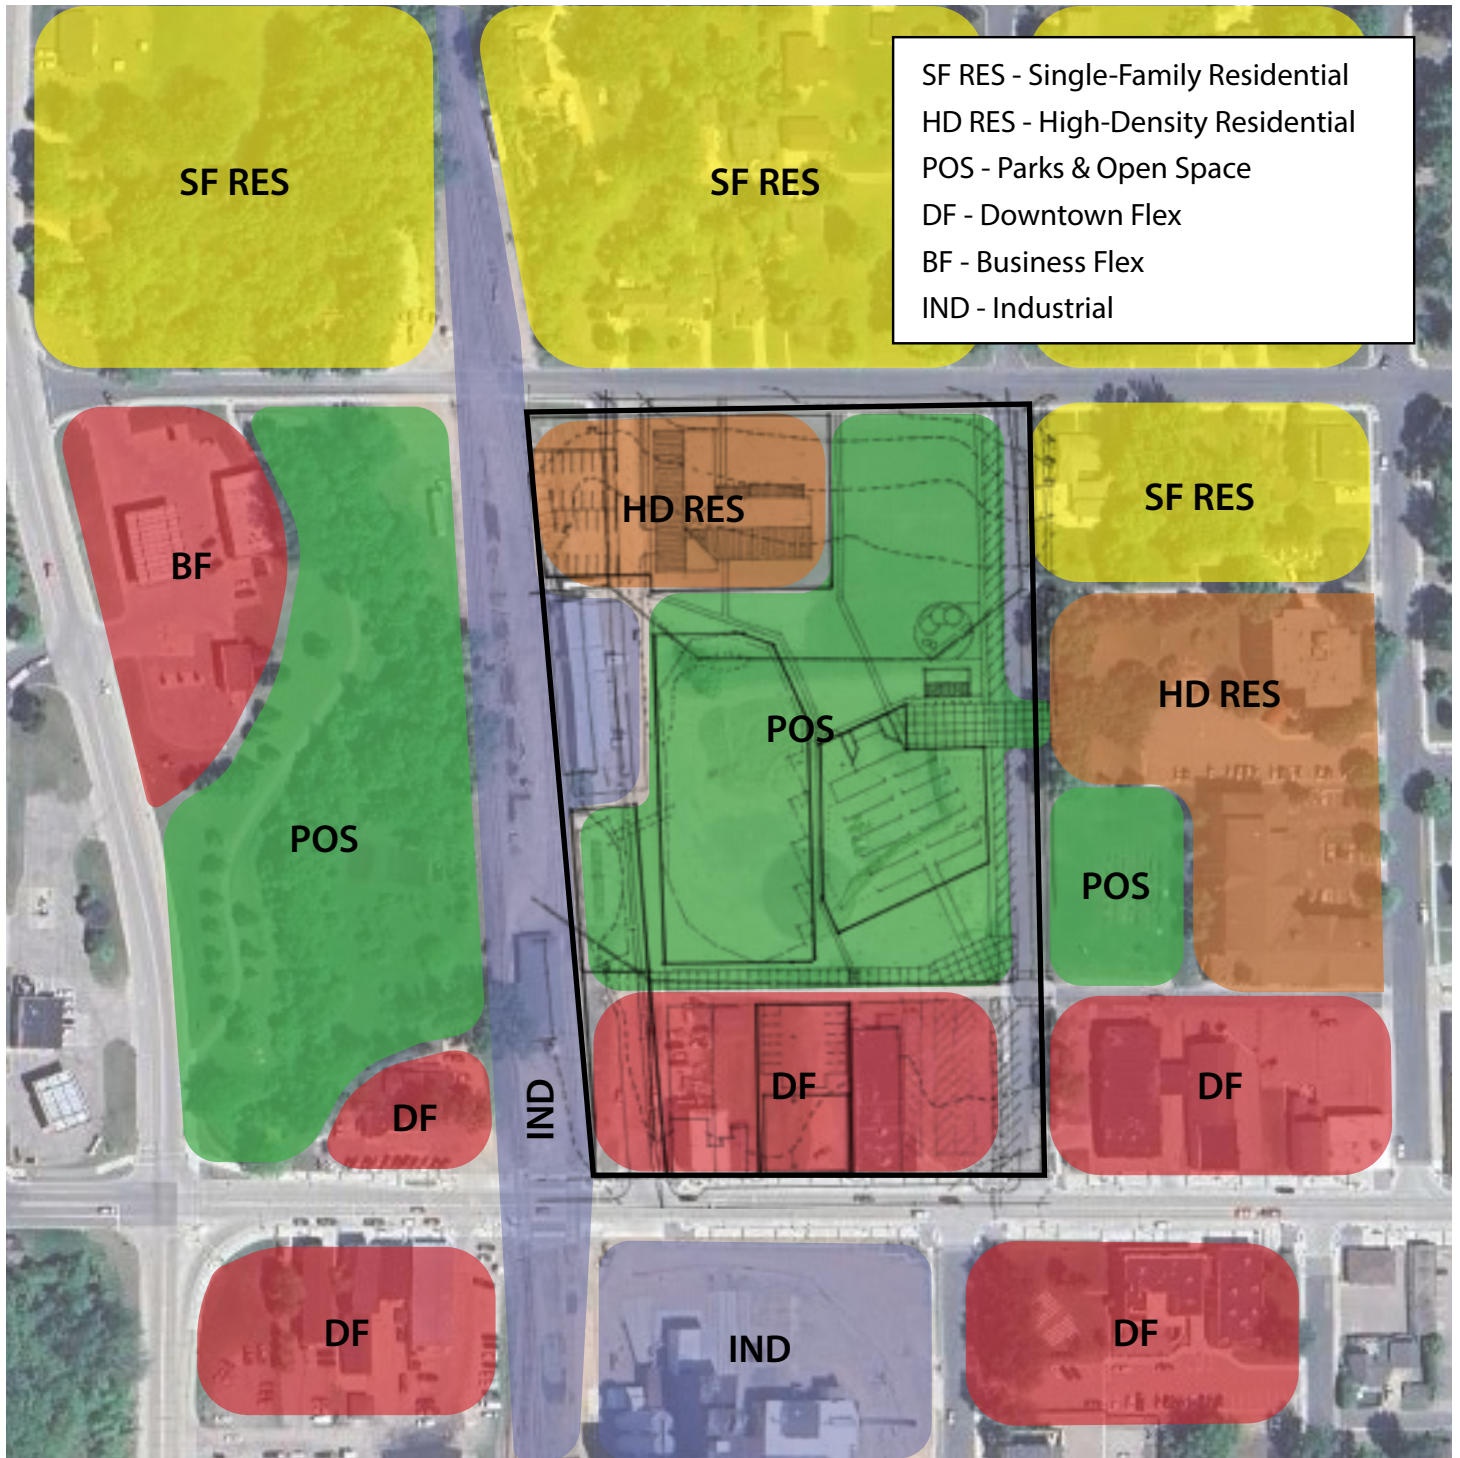 SF RES
SF RES
SF RES - Single-Family Residential
HD RES - High-Density Residential
POS - Parks & Open Space
DF - Downtown Flex
BF - Business Flex
IND - Industrial
HD RES
SF RES
BF
HD RES
POS
POS
POS
DF
IND
DF
DF
DF
IND
DF